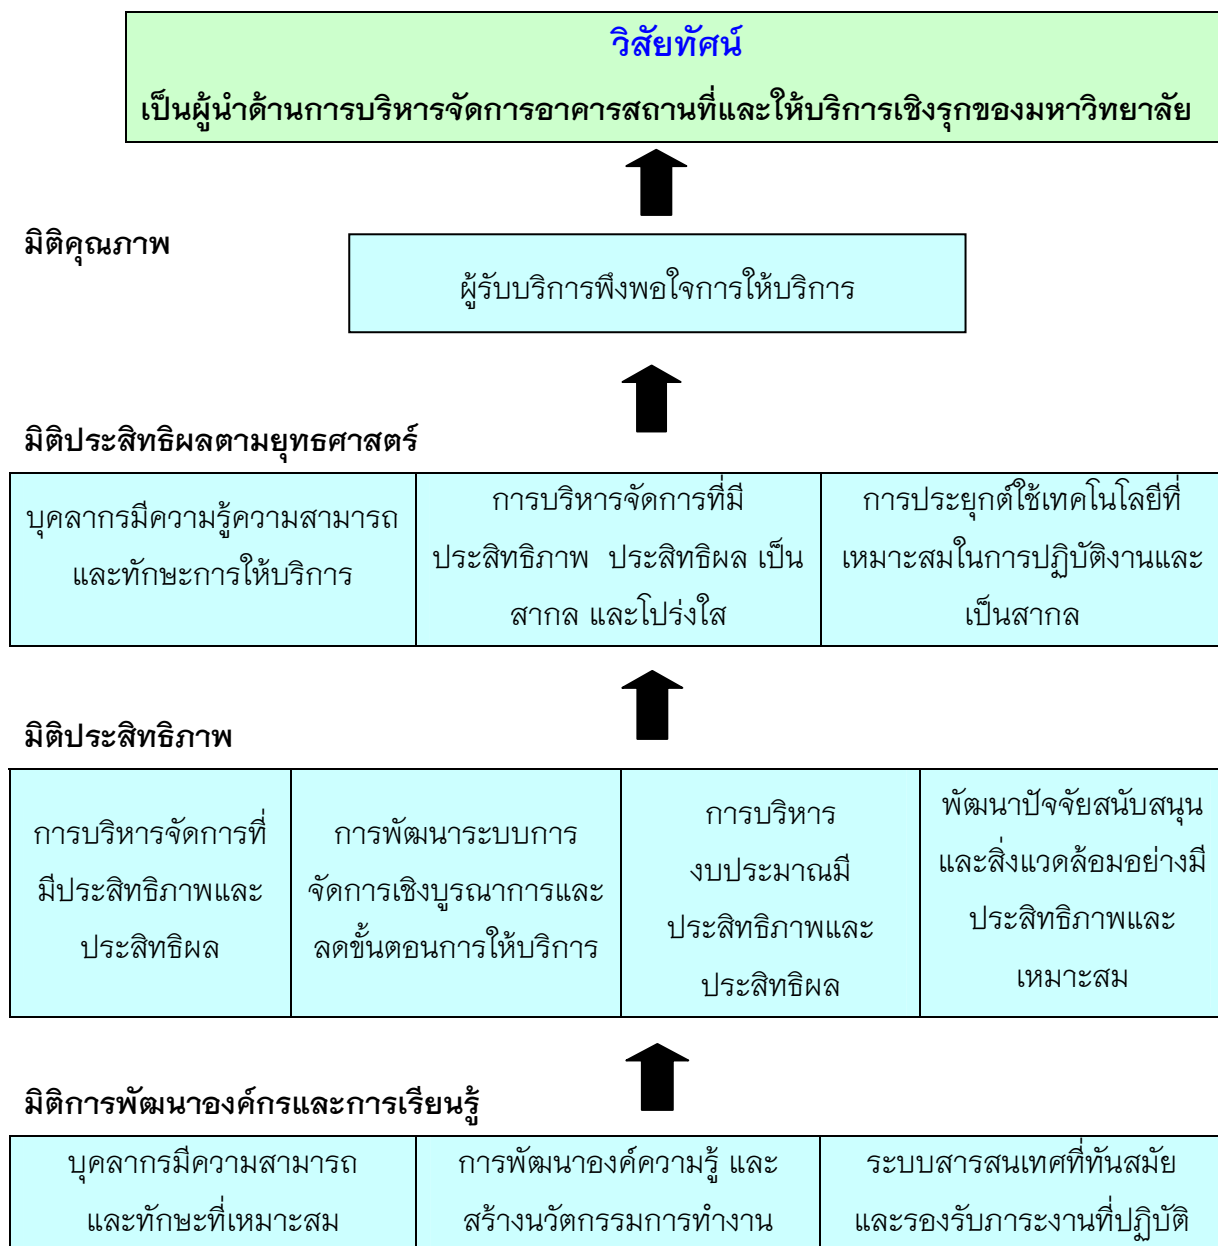 วิสัยทัศน์
เป็นผู้นำด้านการบริหารจัดการอาคารสถานที่และให้บริการเชิงรุกของมหาวิทยาลัย
มิติคุณภาพ
ผู้รับบริการพึงพอใจการให้บริการ
มิติประสิทธิผลตามยุทธศาสตร์
บุคลากรมีความรู้ความสามารถ
และทักษะการให้บริการ
การบริหารจัดการที่มี
ประสิทธิภาพ ประสิทธิผล เป็น
สากล และโปร่งใส
การประยุกต์ใช้เทคโนโลยีที่
เหมาะสมในการปฏิบัติงานและ
เป็นสากล
มิติประสิทธิภาพ
การบริหารจัดการที่
มีประสิทธิภาพและ
ประสิทธิผล
การพัฒนาระบบการ
จัดการเชิงบูรณาการและ
ลดขั้นตอนการให้บริการ
การบริหาร
งบประมาณมี
ประสิทธิภาพและ
ประสิทธิผล
พัฒนาปัจจัยสนับสนุน
และสิ่งแวดล้อมอย่างมี
ประสิทธิภาพและ
เหมาะสม
มิติการพัฒนาองค์กรและการเรียนรู้
บุคลากรมีความสามารถ
และทักษะที่เหมาะสม
การพัฒนาองค์ความรู้ และ
สร้างนวัตกรรมการทำงาน
ระบบสารสนเทศที่ทันสมัย
และรองรับภาระงานที่ปฏิบัติ